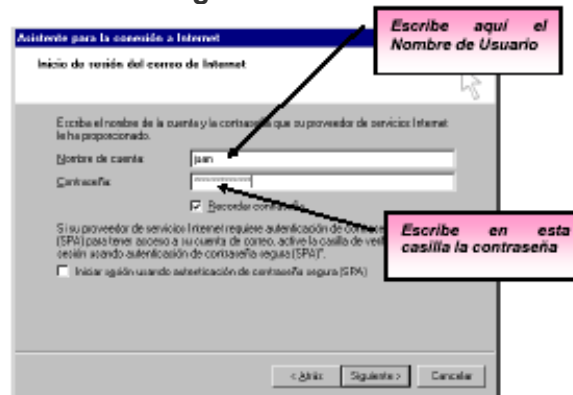 Asistente para la conexión a Internet
Escribe aquí el
Nombre de Usuario
Inicio de sesión del correo de Internet
Escriba el nombre de la cuenta y la contraseña que su proveedor de servicios Internet
le ha proporcionado.
Nombre de cuenta:
juan
Contraseña:
Recordar contraseña
Si su proveedor de servicios Internet requiere autenticación de
(SPA) para tener acceso a su cuenta de correo, active la casilla de
sesión usando autenticación de contraseña segura (SPA)".
Escribe en esta
casilla la contraseña
Iniciar sesión usando autenticación de contraseña segura (SPA)
< Atrás
Siguiente >
Cancelar